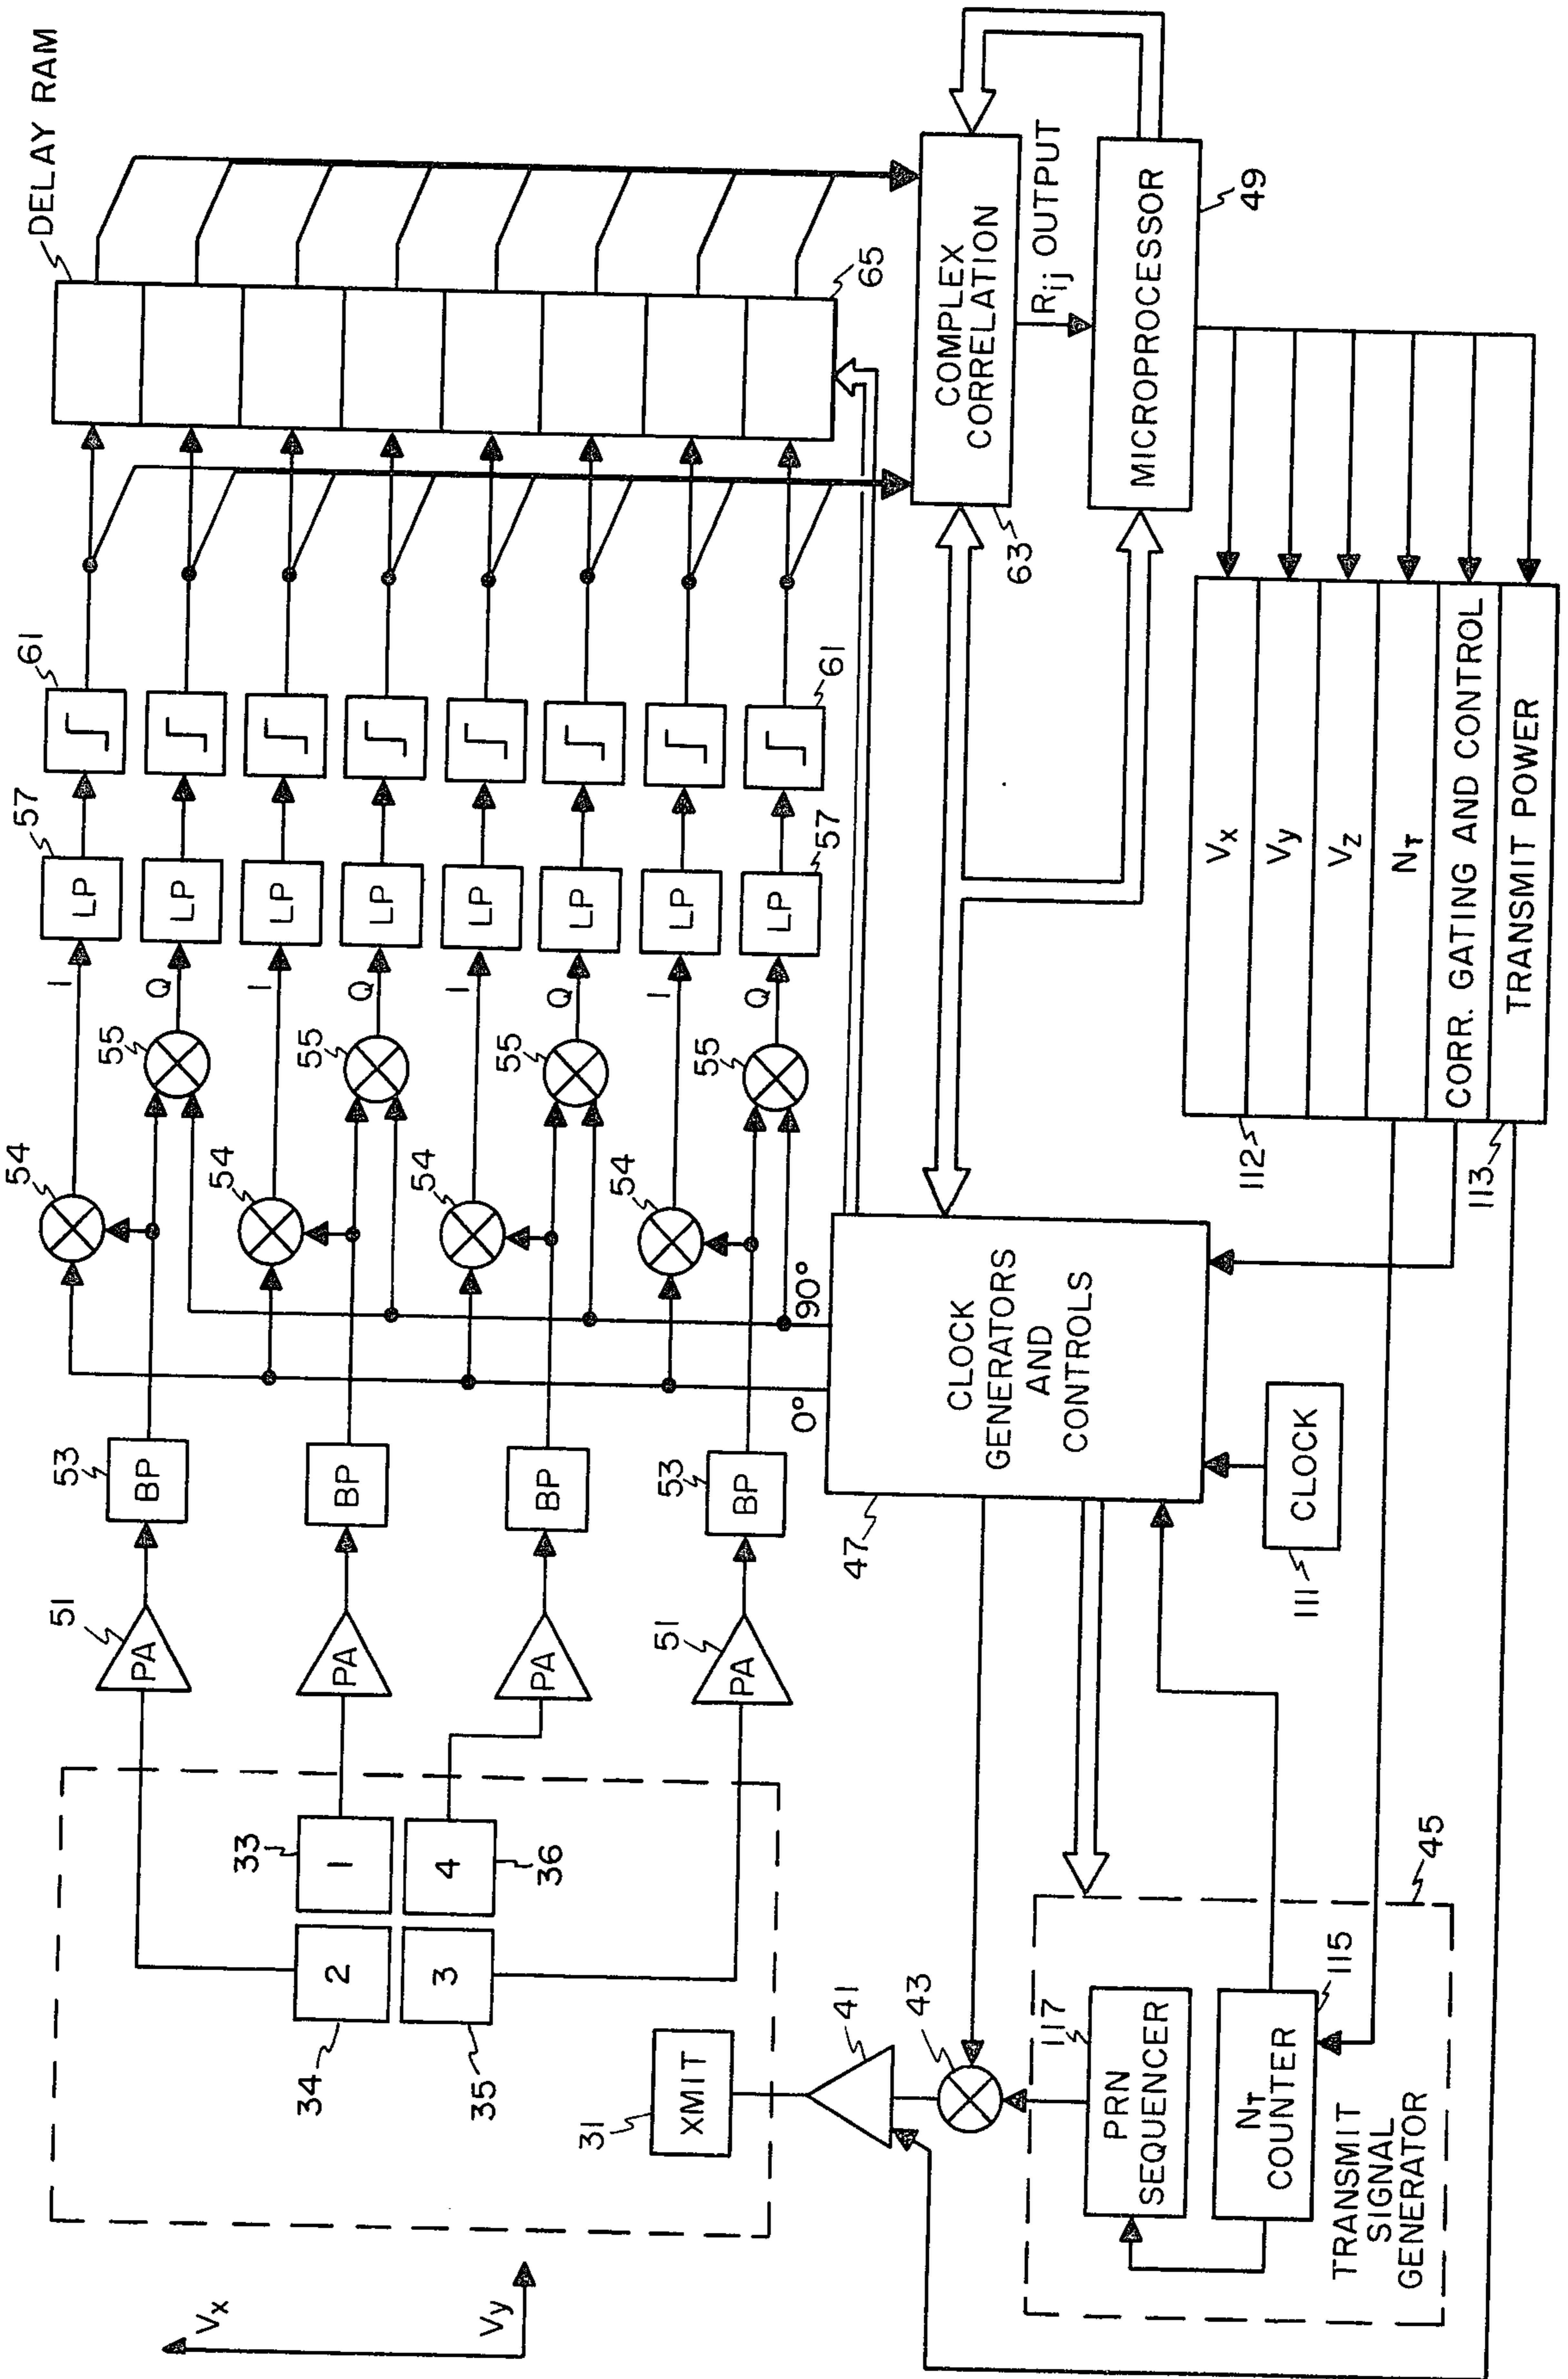 DELAY RAM
54
57
61
51
53
PA
BP
I
LP
55
Q
LP
Vx
34
2
33
1
PA
BP
54
I
LP
55
Q
LP
Vy
35
3
4
36
PA
BP
54
I
LP
55
Q
LP
31
XMIT
51
PA
53
BP
54
I
LP
55
Q
57
LP
61
65
0°
90°
41
43
47
CLOCK
GENERATORS
AND
CONTROLS
63
COMPLEX
CORRELATION
Rij OUTPUT
117
PRN
SEQUENCER
MICROPROCESSOR
49
NT
COUNTER
115
111
CLOCK
112
Vx
Vy
Vz
NT
CORR. GATING AND CONTROL
TRANSMIT POWER
113
TRANSMIT
SIGNAL
GENERATOR
45